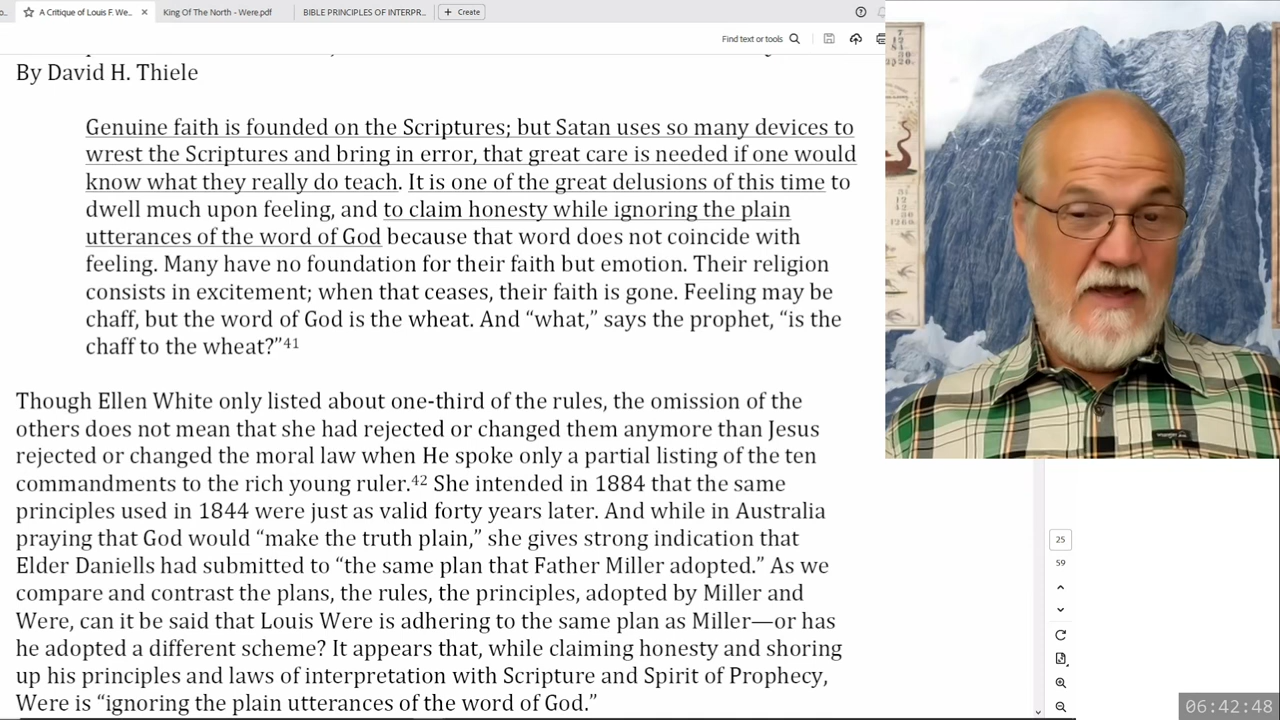 A Critique of Louis F. We...
King Of The North - Were.pdf
BIBLE PRINCIPLES OF INTERPR...
+ Create
Find text or tools
By David H. Thiele
Genuine faith is founded on the Scriptures; but Satan uses so many devices to
wrest the Scriptures and bring in error, that great care is needed if one would
know what they really do teach. It is one of the great delusions of this time to
dwell muchupon feeling, and to claim honesty while ignoring the plain
utterances of the word of God because that word does not coincide with
feeling. Many have no foundation for their faith but emotion. Their religion
consists in excitement; when that ceases, their faith is gone. Feeling may be
chaff, but the word of God is the wheat. And “what,” says the prophet, “is the
chaff to the wheat?”41
Though Ellen White only listed about one-third of the rules, the omission of the
others does not mean that she had rejected or changed them anymore than Jesus
rejected or changed the moral law when He spoke only a partial listing of the ten
commandments to the rich young ruler.42 She intended in 1884 that the same
principles used in 1844 were just as valid forty years later. And while in Australia
praying that God would “make the truth plain,” she gives strong indication that
Elder Daniells had submitted to “the same plan that Father Miller adopted.” As we
compare and contrast the plans, the rules, the principles, adopted by Miller and
Were, can it be said that Louis Were is adhering to the same plan as Miller—or has
he adopted a different scheme? It appears that, while claiming honesty and shoring
up his principles and laws of interpretation with Scripture and Spirit of Prophecy,
Were is “ignoring the plain utterances of the word of God.”
25
59
06:42:48